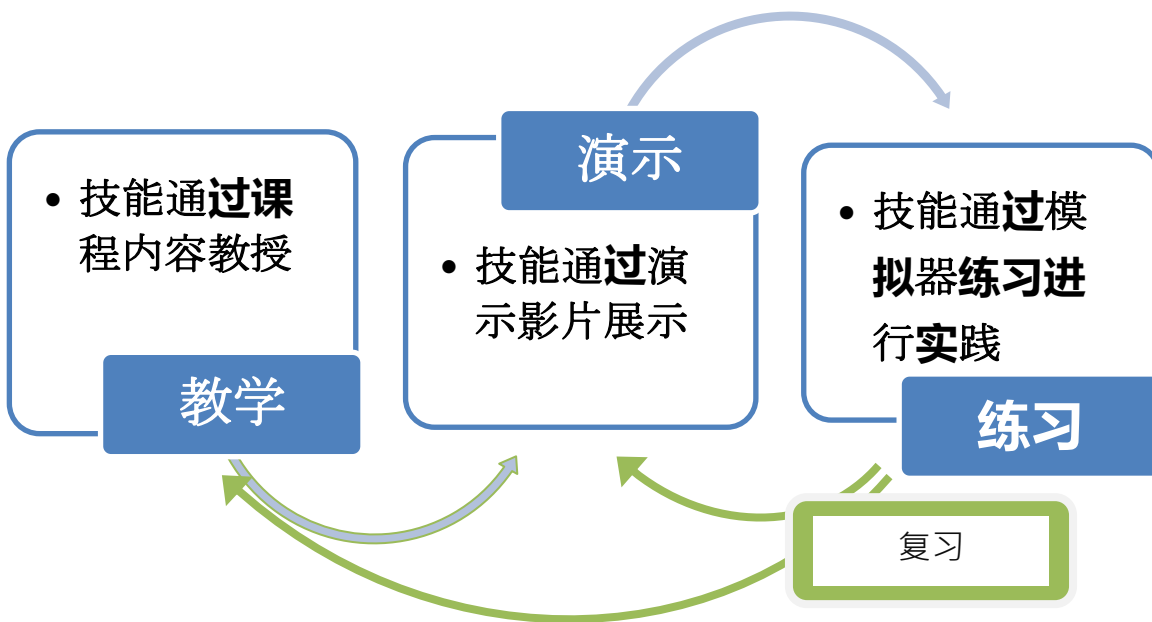 • 技能通过课
程内容教授
教学
演示
• 技能通过演
示影片展示
• 技能通过模
拟器练习进
行实践
练习
复习